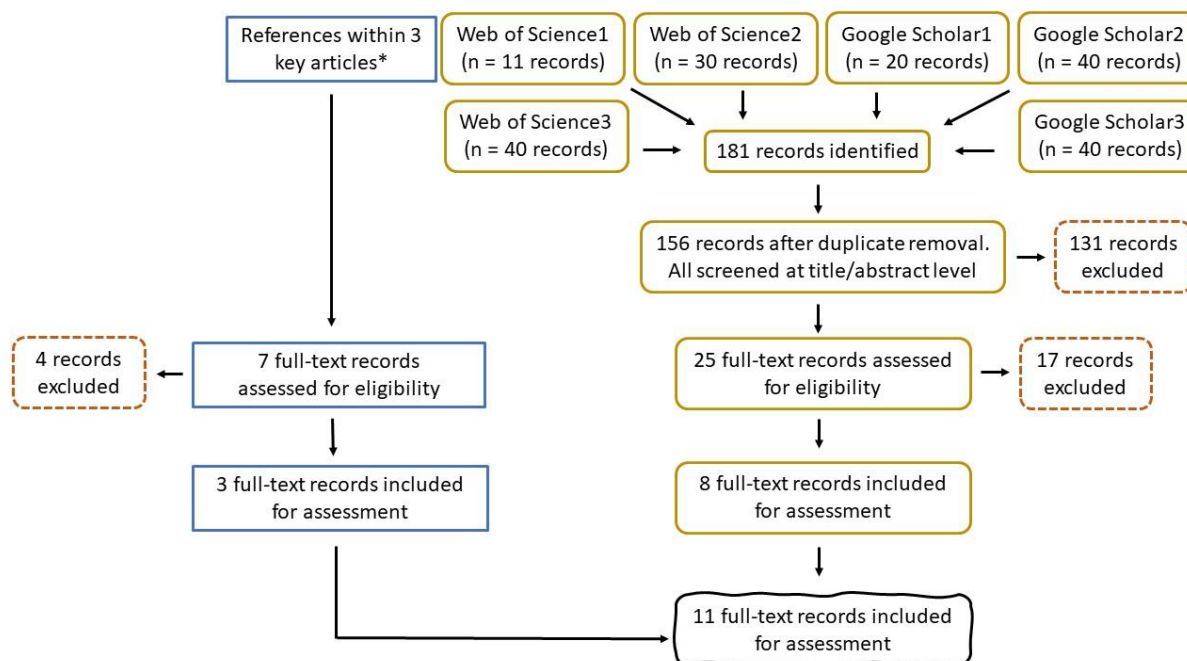 References within 3
key articles*
Web of Science1
(n = 11 records)
Web of Science2
(n = 30 records)
Google Scholar1
(n = 20 records)
Google Scholar2
(n = 40 records)
Web of Science3
(n = 40 records)
181 records identified
Google Scholar3
(n = 40 records)
156 records after duplicate removal.
All screened at title/abstract level
131 records
excluded
4 records
excluded
7 full-text records
assessed for eligibility
25 full-text records assessed
for eligibility
17 records
excluded
3 full-text records included
for assessment
8 full-text records included
for assessment
11 full-text records included
for assessment